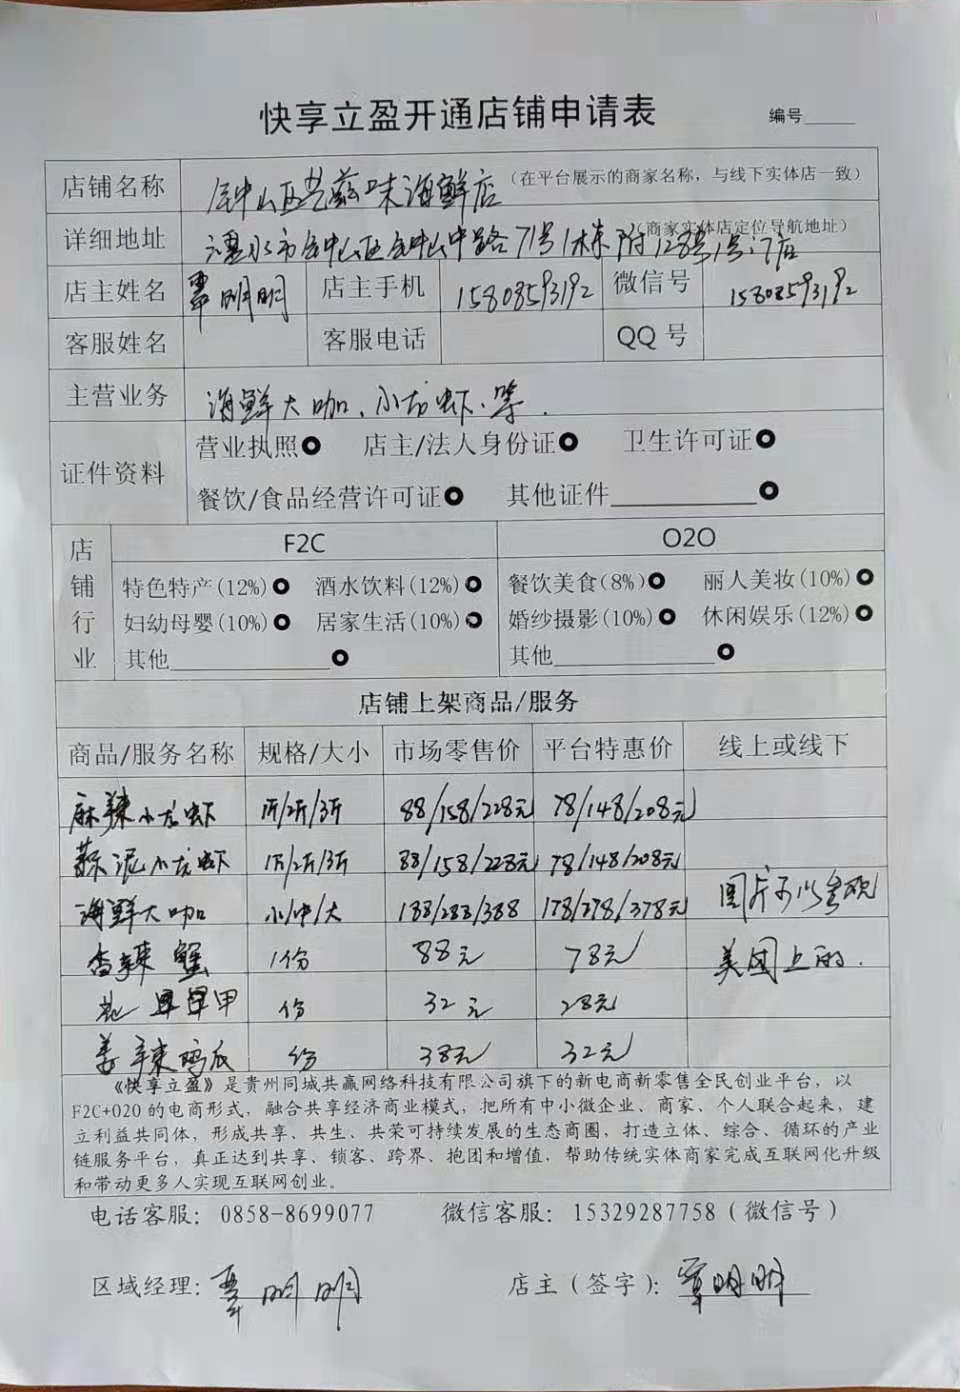 快享立盈开通店铺申请表
编号
店铺名称 钟山区艺滋味海鲜店 (在平台展示的商家名称，与线下实体店一致)
详细地址 六盘水市钟山区钟山中路71号1栋附128号1号门店 (商家实体店定位导航地址)
店主姓名 覃明明 店主手机 15808593192 微信号 15808593192
客服姓名 客服电话 QQ号
主营业务 海鲜大咖、小龙虾、等.
证件资料
营业执照 店主/法人身份证 卫生许可证
餐饮/食品经营许可证 其他证件
店铺行业
F2C O2O
特色特产(12%) 酒水饮料(12%) 餐饮美食(8%) 丽人美妆(10%)
妇幼母婴(10%) 居家生活(10%) 婚纱摄影(10%) 休闲娱乐(12%)
其他 其他
店铺上架商品/服务
商品/服务名称 规格/大小 市场零售价 平台特惠价 线上或线下
麻辣小龙虾 1斤/2斤/3斤 88/158/228元 78/148/208元
蒜泥小龙虾 1斤/2斤/3斤 88/158/228元 78/148/208元
海鲜大咖 小/中/大 188/288/388 178/278/378元 图片可以参照
香辣蟹 1份 88元 78元 美团上的.
份 32元 28元
姜辣鸡爪 份 38元 32元
《快享立盈》是贵州同城共赢网络科技有限公司旗下的新电商新零售全民创业平台，以
F2C+O2O的电商形式，融合共享经济商业模式，把所有中小微企业、商家、个人联合起来，建
立利益共同体，形成共享、共生、共荣可持续发展的生态商圈，打造立体、综合、循环的产业
链服务平台，真正达到共享、锁客、跨界、抱团和增值，帮助传统实体商家完成互联网化升级
和带动更多人实现互联网创业。
电话客服：0858-8699077 微信客服：15329287758（微信号）
区域经理：覃明明 店主（签字）：覃明明